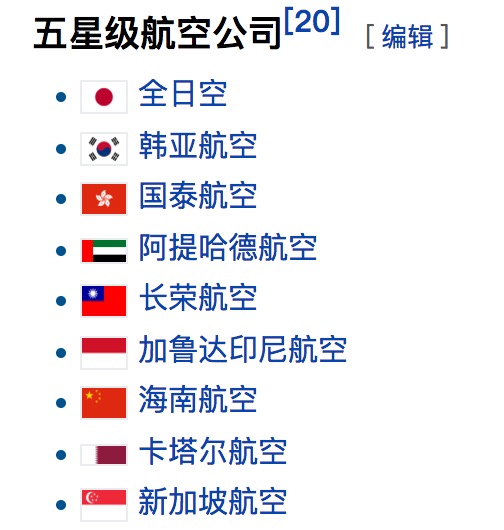 五星级航空公司[20] [编辑]
全日空
韩亚航空
国泰航空
阿提哈德航空
长荣航空
加鲁达印尼航空
海南航空
卡塔尔航空
新加坡航空